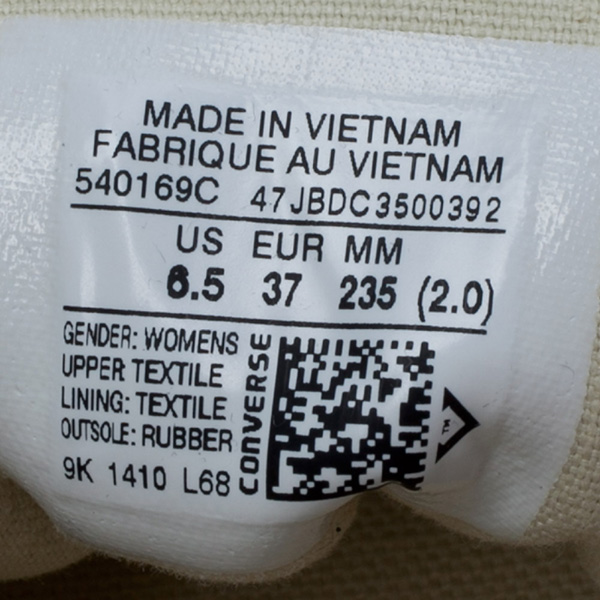 MADE IN VIETNAM
FABRIQUE AU VIETNAM
540169C 47JBDC3500392
US EUR MM
6.5 37 235 (2.0)
GENDER: WOMENS
UPPER TEXTILE
LINING: TEXTILE
OUTSOLE: RUBBER
9K 1410 L68
CONVERSE
TM